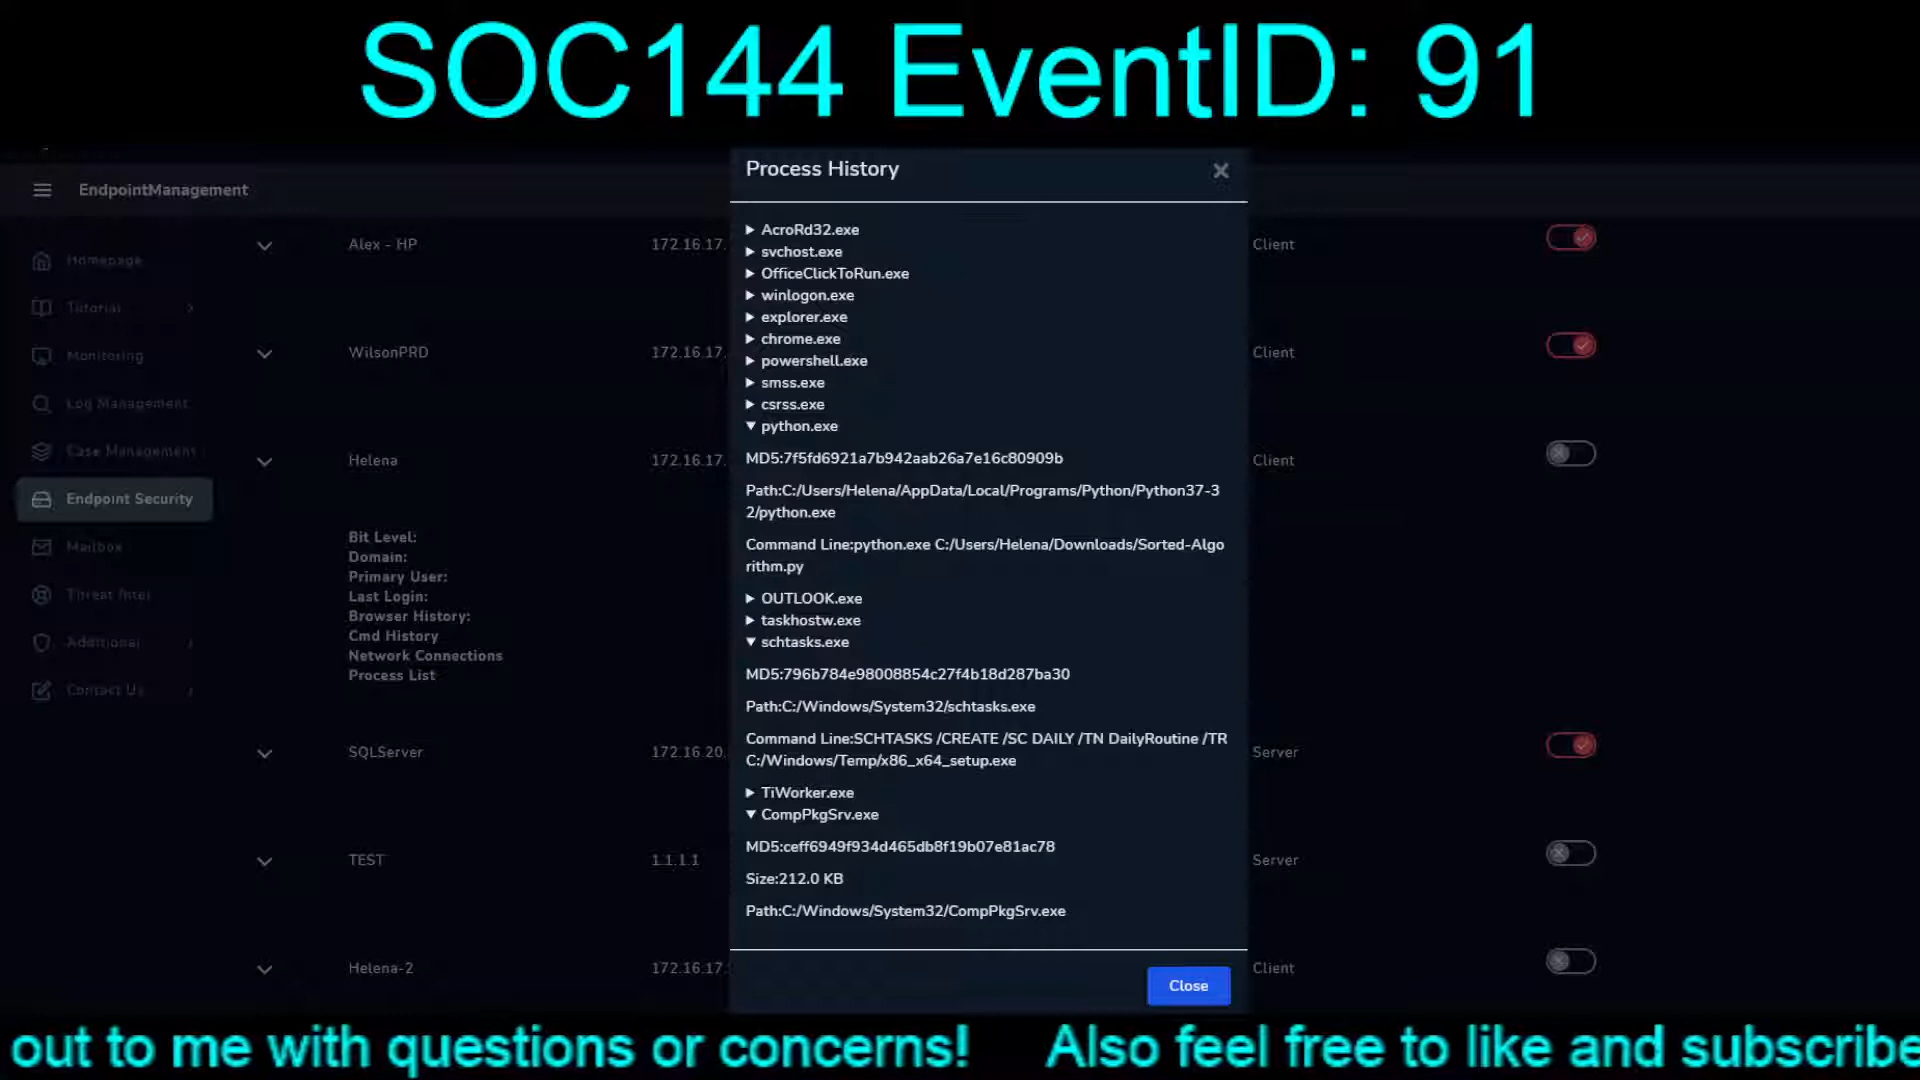 SOC144 EventID: 91
EndpointManagement
Homepage
Tutorial
Monitoring
Log Management
Case Management
Endpoint Security
Mailbox
Threat Intel
Additional
Contact Us
Alex - HP 172.16.17. Client
WilsonPRD 172.16.17. Client
Helena 172.16.17. Client
Bit Level:
Domain:
Primary User:
Last Login:
Browser History:
Cmd History
Network Connections
Process List
SQLServer 172.16.20. Server
TEST 1.1.1.1 Server
Helena-2 172.16.17. Client
Process History
AcroRd32.exe
svchost.exe
OfficeClickToRun.exe
winlogon.exe
explorer.exe
chrome.exe
powershell.exe
smss.exe
csrss.exe
python.exe
MD5:7f5fd6921a7b942aab26a7e16c80909b
Path:C:/Users/Helena/AppData/Local/Programs/Python/Python37-3
2/python.exe
Command Line:python.exe C:/Users/Helena/Downloads/Sorted-Algo
rithm.py
OUTLOOK.exe
taskhostw.exe
schtasks.exe
MD5:796b784e98008854c27f4b18d287ba30
Path:C:/Windows/System32/schtasks.exe
Command Line:SCHTASKS /CREATE /SC DAILY /TN DailyRoutine /TR
C:/Windows/Temp/x86_x64_setup.exe
TiWorker.exe
CompPkgSrv.exe
MD5:ceff6949f934d465db8f19b07e81ac78
Size:212.0 KB
Path:C:/Windows/System32/CompPkgSrv.exe
Close
out to me with questions or concerns! Also feel free to like and subscribe